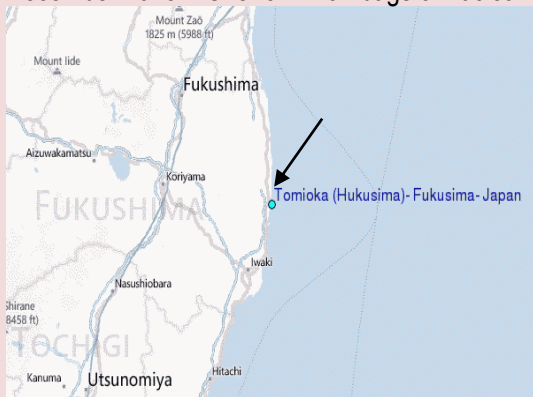 Mount Zaō
1825 m (5988 ft)
Mount Iide
Fukushima
Aizuwakamatsu
Koriyama
Tomioka (Hukusima)- Fukusima- Japan
FUKUSHIMA
Iwaki
Nasushiobara
Shirane
8458 ft)
TOCHIGI
Hitachi
Kanuma
Utsunomiya